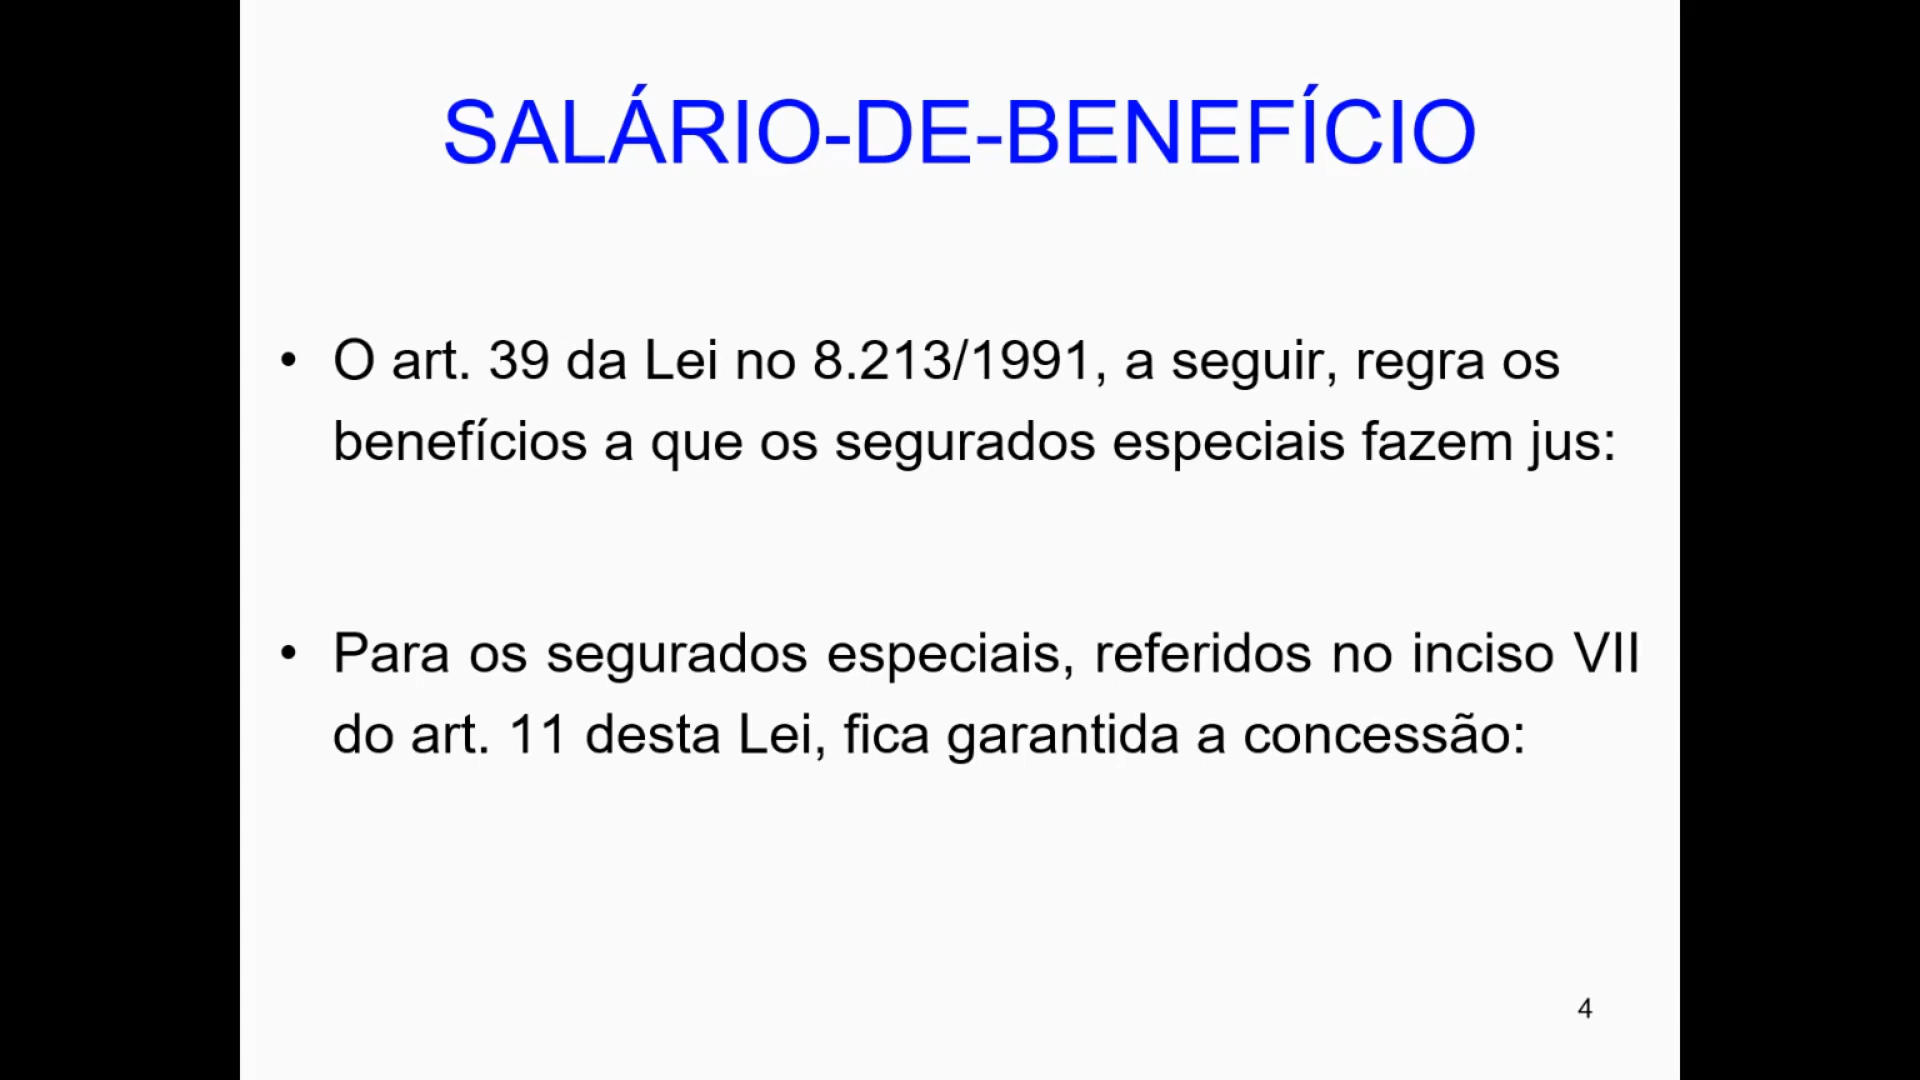 SALÁRIO-DE-BENEFÍCIO
• O art. 39 da Lei no 8.213/1991, a seguir, regra os
benefícios a que os segurados especiais fazem jus:
• Para os segurados especiais, referidos no inciso VII
do art. 11 desta Lei, fica garantida a concessão:
4